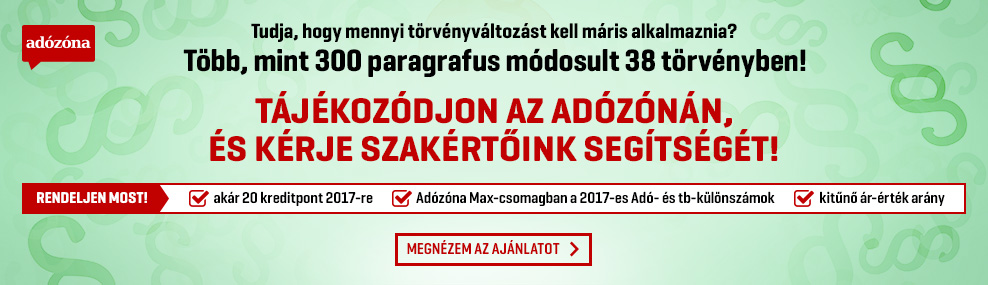 adózóna
Tudja, hogy mennyi törvényváltozást kell máris alkalmaznia?
Több, mint 300 paragrafus módosult 38 törvényben!
TÁJÉKOZÓDJON AZ ADÓZÓNÁN,
ÉS KÉRJE SZAKÉRTŐINK SEGÍTSÉGÉT!
RENDELJEN MOST! akár 20 kreditpont 2017-re Adózóna Max-csomagban a 2017-es Adó- és tb-különszámok kitűnő ár-érték arány
MEGNÉZEM AZ AJÁNLATOT